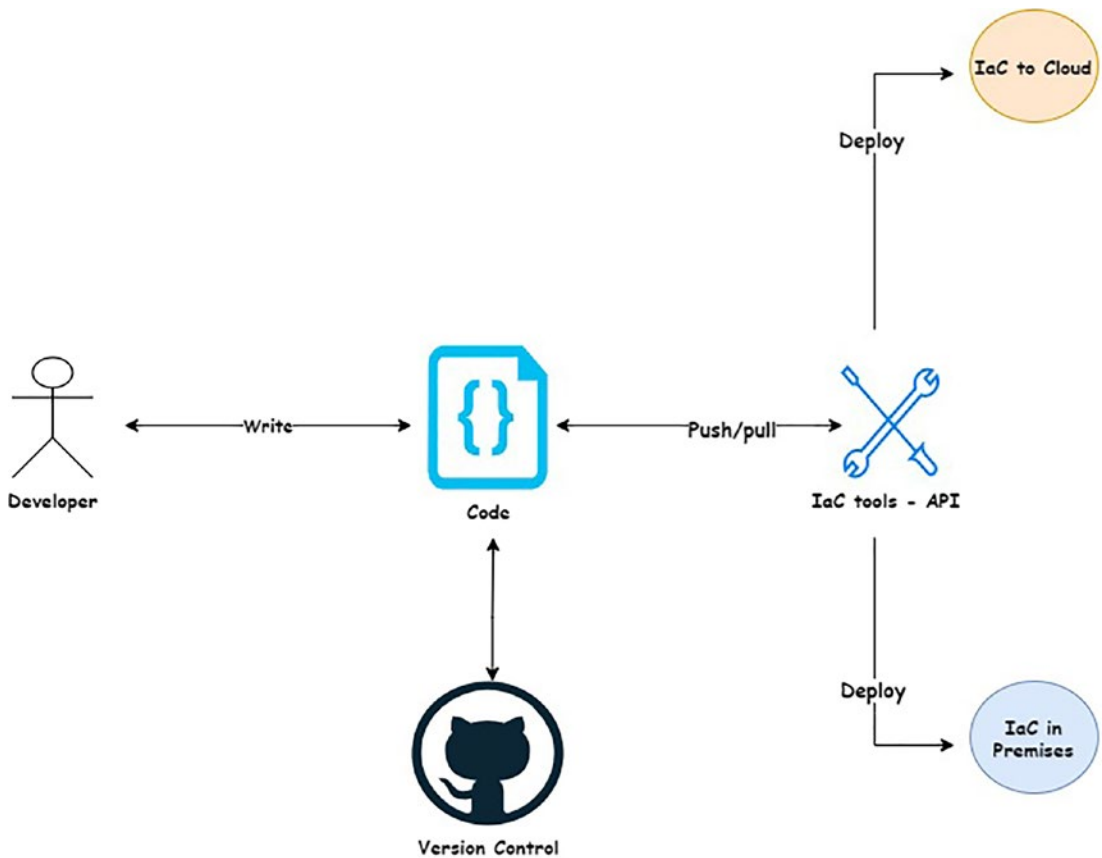 IaC to Cloud
Deploy
Write
Push/pull
Developer
Code
IaC tools - API
Deploy
IaC in
Premises
Version Control